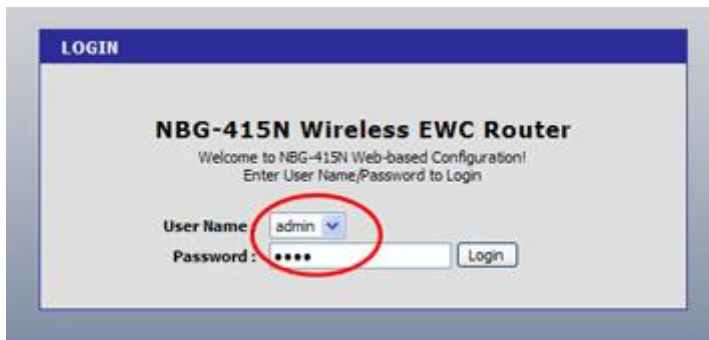 LOGIN
NBG-415N Wireless EWC Router
Welcome to NBG-415N Web-based Configuration!
Enter User Name/Password to Login
User Name : admin
Password : •••• Login